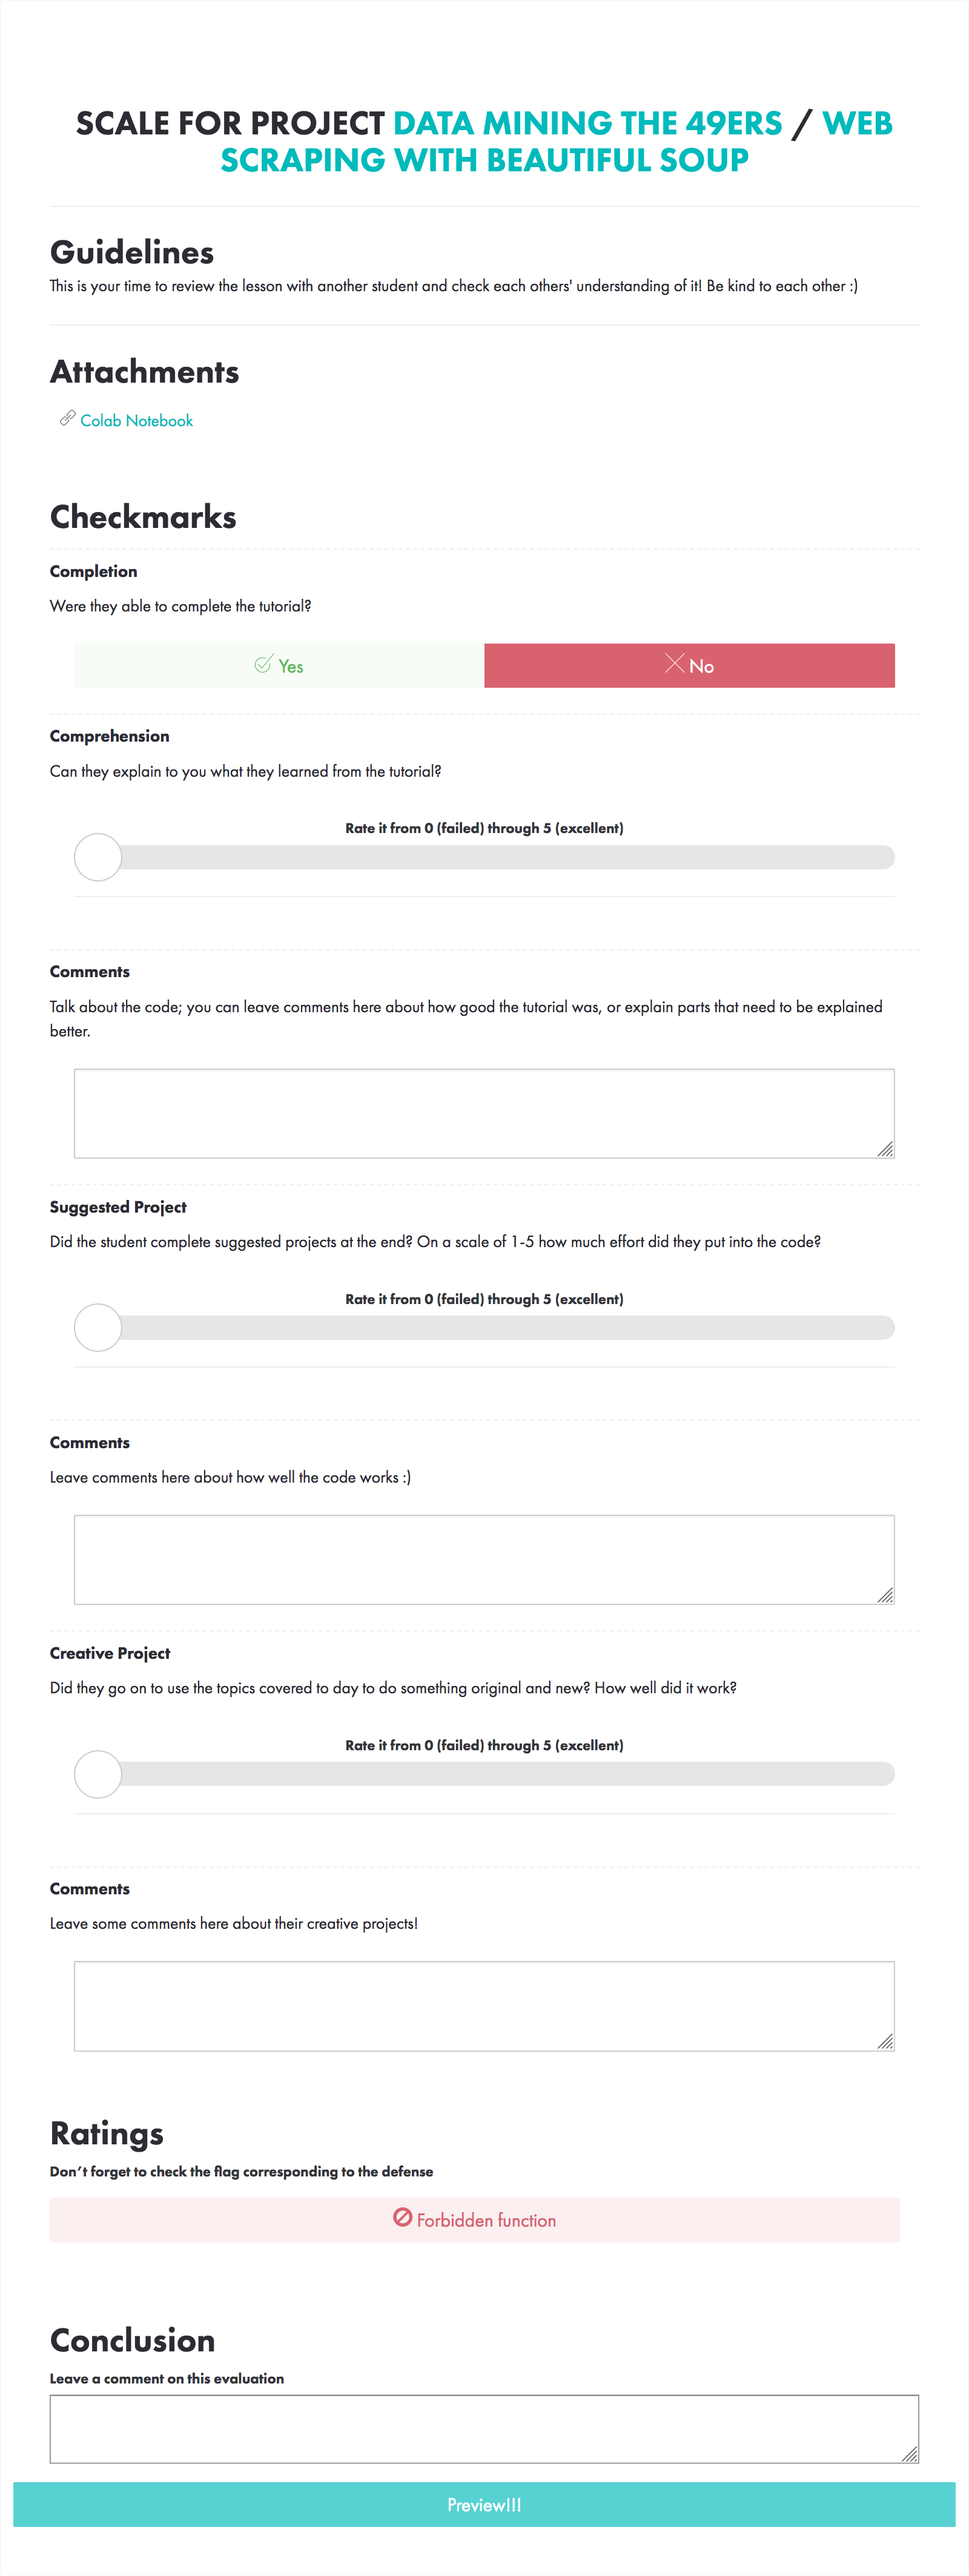 SCALE FOR PROJECT DATA MINING THE 49ERS / WEB
SCRAPING WITH BEAUTIFUL SOUP
Guidelines
This is your time to review the lesson with another student and check each others' understanding of it! Be kind to each other :)
Attachments
Colab Notebook
Checkmarks
Completion
Were they able to complete the tutorial?
Yes
No
Comprehension
Can they explain to you what they learned from the tutorial?
Rate it from 0 (failed) through 5 (excellent)
Comments
Talk about the code; you can leave comments here about how good the tutorial was, or explain parts that need to be explained
better.
Suggested Project
Did the student complete suggested projects at the end? On a scale of 1-5 how much effort did they put into the code?
Rate it from 0 (failed) through 5 (excellent)
Comments
Leave comments here about how well the code works :)
Creative Project
Did they go on to use the topics covered to day to do something original and new? How well did it work?
Rate it from 0 (failed) through 5 (excellent)
Comments
Leave some comments here about their creative projects!
Ratings
Don’t forget to check the flag corresponding to the defense
Forbidden function
Conclusion
Leave a comment on this evaluation
Preview!!!